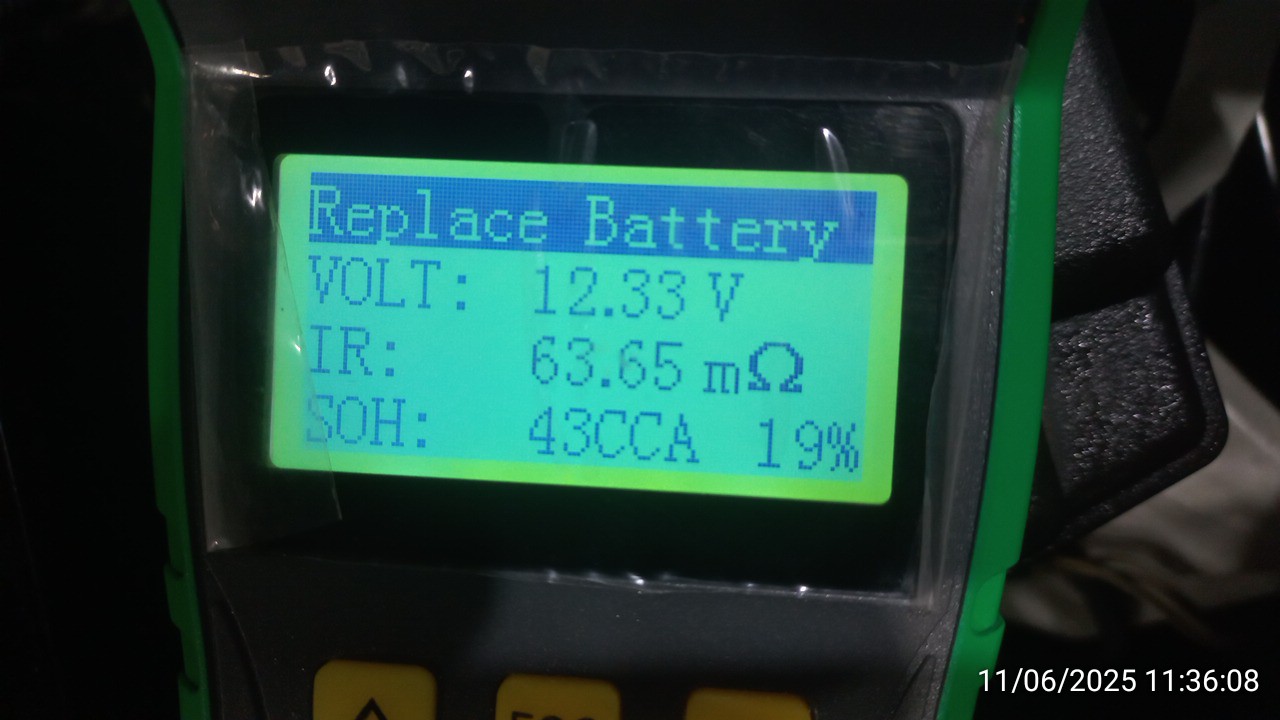 Replace Battery
VOLT: 12.33 V
IR: 63.65 mΩ
SOH: 43CCA 19%
11/06/2025 11:36:08